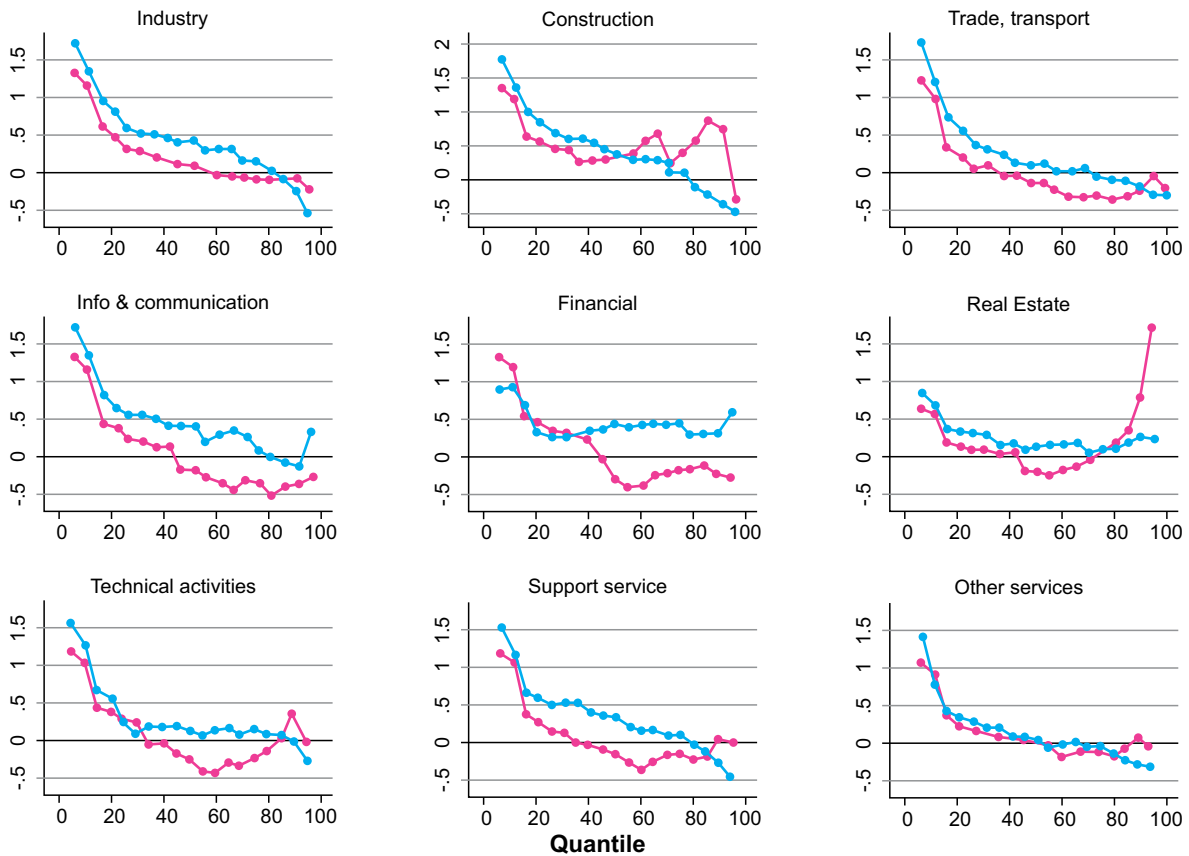 Industry
1.5
1
.5
0
-.5
0 20 40 60 80 100
Construction
2
1.5
1
.5
0
-.5
0 20 40 60 80 100
Trade, transport
1.5
1
.5
0
-.5
0 20 40 60 80 100
Info & communication
1.5
1
.5
0
-.5
0 20 40 60 80 100
Financial
1.5
1
.5
0
-.5
0 20 40 60 80 100
Real Estate
1.5
1
.5
0
-.5
0 20 40 60 80 100
Technical activities
1.5
1
.5
0
-.5
0 20 40 60 80 100
Support service
1.5
1
.5
0
-.5
0 20 40 60 80 100
Other services
1.5
1
.5
0
-.5
0 20 40 60 80 100
Quantile